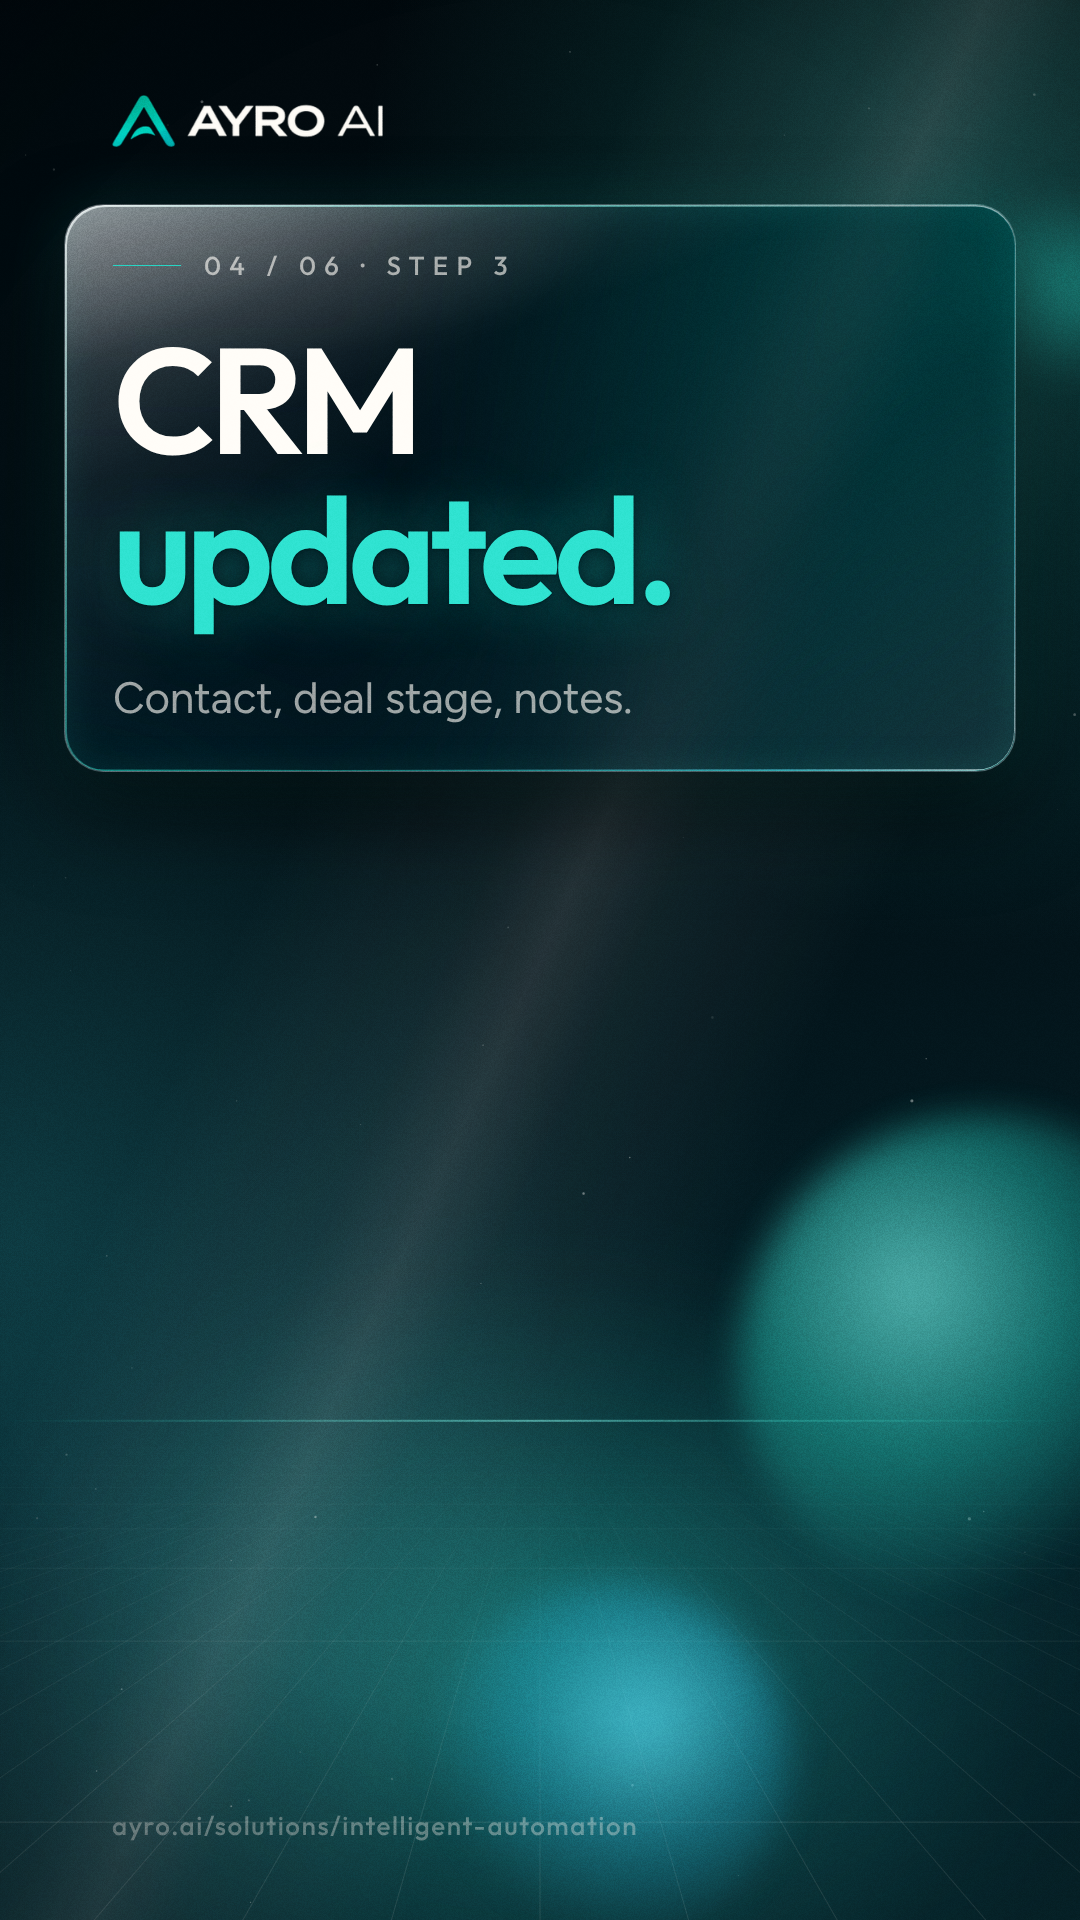 AYRO AI
04 / 06 · STEP 3
CRM
updated.
Contact, deal stage, notes.
ayro.ai/solutions/intelligent-automation